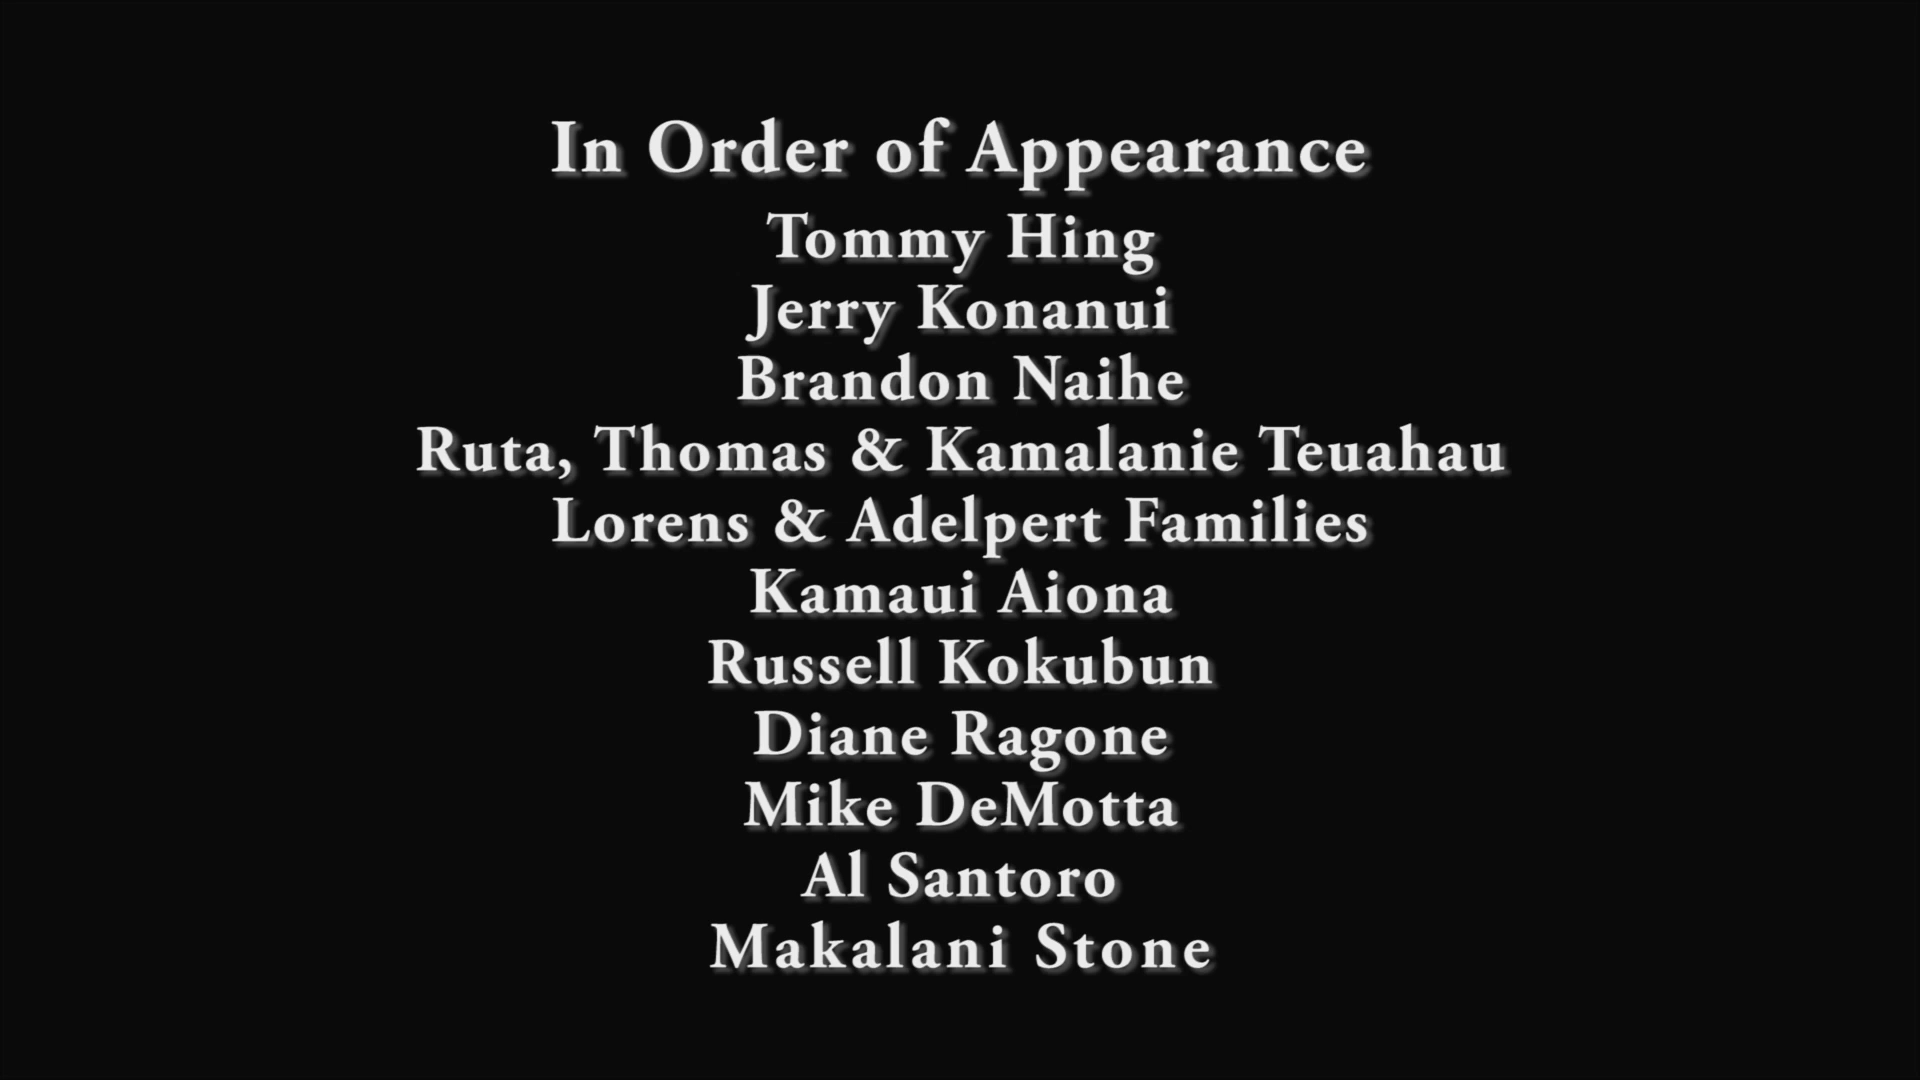 In Order of Appearance
Tommy Hing
Jerry Konanui
Brandon Naihe
Ruta, Thomas & Kamalanie Teuahau
Lorens & Adelpert Families
Kamaui Aiona
Russell Kokubun
Diane Ragone
Mike DeMotta
Al Santoro
Makalani Stone